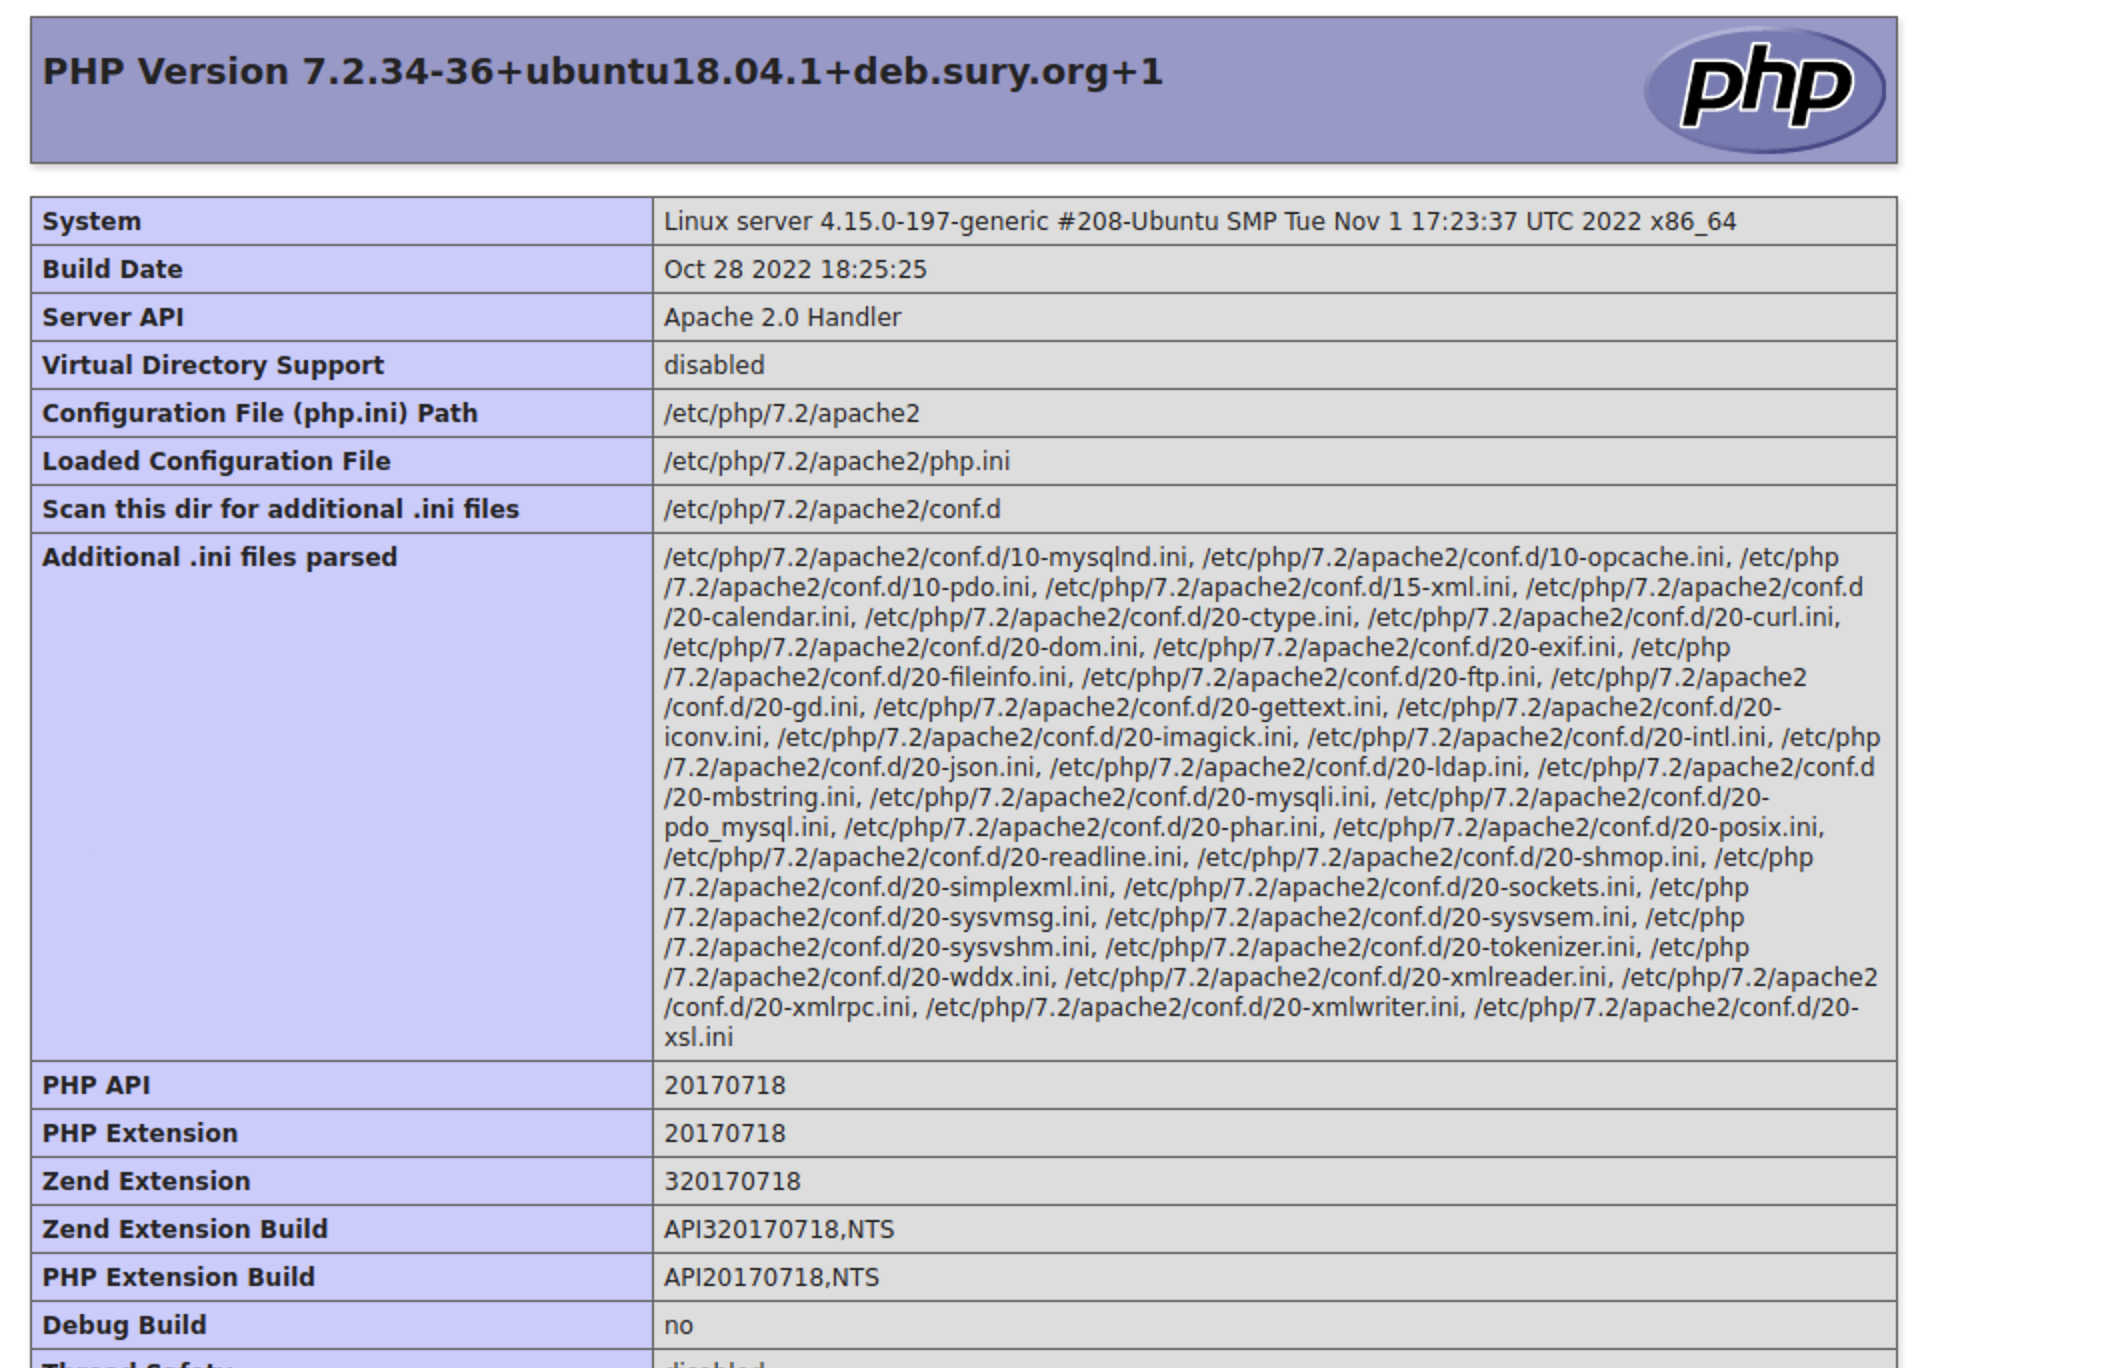 PHP Version 7.2.34-36+ubuntu18.04.1+deb.sury.org+1
php
System Linux server 4.15.0-197-generic #208-Ubuntu SMP Tue Nov 1 17:23:37 UTC 2022 x86_64
Build Date Oct 28 2022 18:25:25
Server API Apache 2.0 Handler
Virtual Directory Support disabled
Configuration File (php.ini) Path /etc/php/7.2/apache2
Loaded Configuration File /etc/php/7.2/apache2/php.ini
Scan this dir for additional .ini files /etc/php/7.2/apache2/conf.d
Additional .ini files parsed /etc/php/7.2/apache2/conf.d/10-mysqlnd.ini, /etc/php/7.2/apache2/conf.d/10-opcache.ini, /etc/php
/7.2/apache2/conf.d/10-pdo.ini, /etc/php/7.2/apache2/conf.d/15-xml.ini, /etc/php/7.2/apache2/conf.d
/20-calendar.ini, /etc/php/7.2/apache2/conf.d/20-ctype.ini, /etc/php/7.2/apache2/conf.d/20-curl.ini,
/etc/php/7.2/apache2/conf.d/20-dom.ini, /etc/php/7.2/apache2/conf.d/20-exif.ini, /etc/php
/7.2/apache2/conf.d/20-fileinfo.ini, /etc/php/7.2/apache2/conf.d/20-ftp.ini, /etc/php/7.2/apache2
/conf.d/20-gd.ini, /etc/php/7.2/apache2/conf.d/20-gettext.ini, /etc/php/7.2/apache2/conf.d/20-
iconv.ini, /etc/php/7.2/apache2/conf.d/20-imagick.ini, /etc/php/7.2/apache2/conf.d/20-intl.ini, /etc/php
/7.2/apache2/conf.d/20-json.ini, /etc/php/7.2/apache2/conf.d/20-ldap.ini, /etc/php/7.2/apache2/conf.d
/20-mbstring.ini, /etc/php/7.2/apache2/conf.d/20-mysqli.ini, /etc/php/7.2/apache2/conf.d/20-
pdo_mysql.ini, /etc/php/7.2/apache2/conf.d/20-phar.ini, /etc/php/7.2/apache2/conf.d/20-posix.ini,
/etc/php/7.2/apache2/conf.d/20-readline.ini, /etc/php/7.2/apache2/conf.d/20-shmop.ini, /etc/php
/7.2/apache2/conf.d/20-simplexml.ini, /etc/php/7.2/apache2/conf.d/20-sockets.ini, /etc/php
/7.2/apache2/conf.d/20-sysvmsg.ini, /etc/php/7.2/apache2/conf.d/20-sysvsem.ini, /etc/php
/7.2/apache2/conf.d/20-sysvshm.ini, /etc/php/7.2/apache2/conf.d/20-tokenizer.ini, /etc/php
/7.2/apache2/conf.d/20-wddx.ini, /etc/php/7.2/apache2/conf.d/20-xmlreader.ini, /etc/php/7.2/apache2
/conf.d/20-xmlrpc.ini, /etc/php/7.2/apache2/conf.d/20-xmlwriter.ini, /etc/php/7.2/apache2/conf.d/20-
xsl.ini
PHP API 20170718
PHP Extension 20170718
Zend Extension 320170718
Zend Extension Build API320170718,NTS
PHP Extension Build API20170718,NTS
Debug Build no
Thread Safety disabled